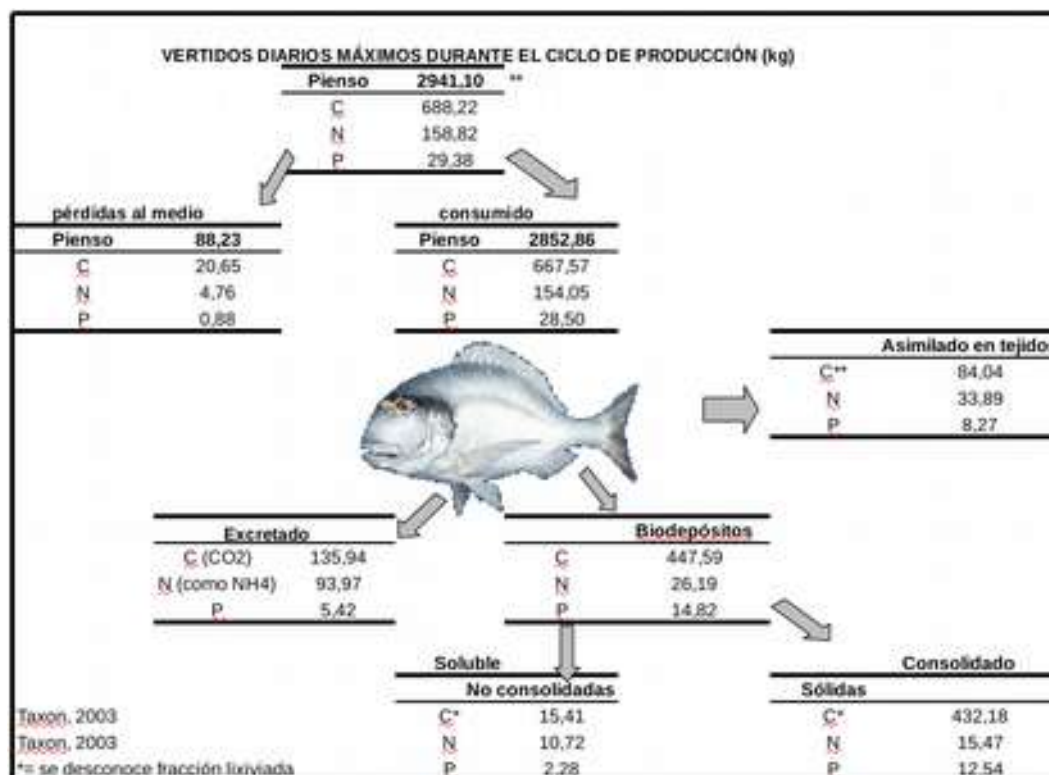 VERTIDOS DIARIOS MÁXIMOS DURANTE EL CICLO DE PRODUCCIÓN (kg)
Pienso 2941,10 **
C 688,22
N 158,82
P 29,38
pérdidas al medio
Pienso 88,23
C 20,65
N 4,76
P 0,88
consumido
Pienso 2852,86
C 667,57
N 154,05
P 28,50
Asimilado en tejidos
C** 84,04
N 33,89
P 8,27
Excretado
C (CO2) 135,94
N (como NH4) 93,97
P 5,42
Biodepósitos
C 447,59
N 26,19
P 14,82
Soluble
No consolidadas
C* 15,41
N 10,72
P 2,28
Consolidado
Sólidas
C* 432,18
N 15,47
P 12,54
Taxon, 2003
Taxon, 2003
*= se desconoce fracción lixiviada